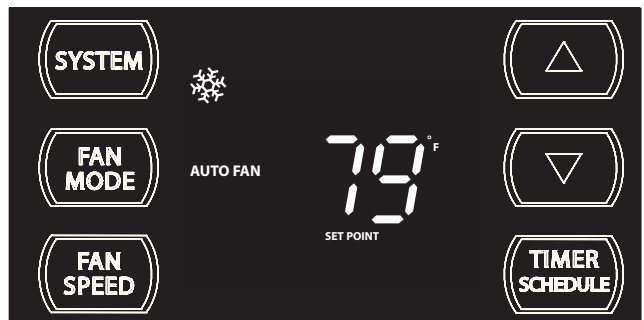 SYSTEM
FAN
MODE
AUTO FAN
79°F
SET POINT
FAN
SPEED
TIMER
SCHEDULE